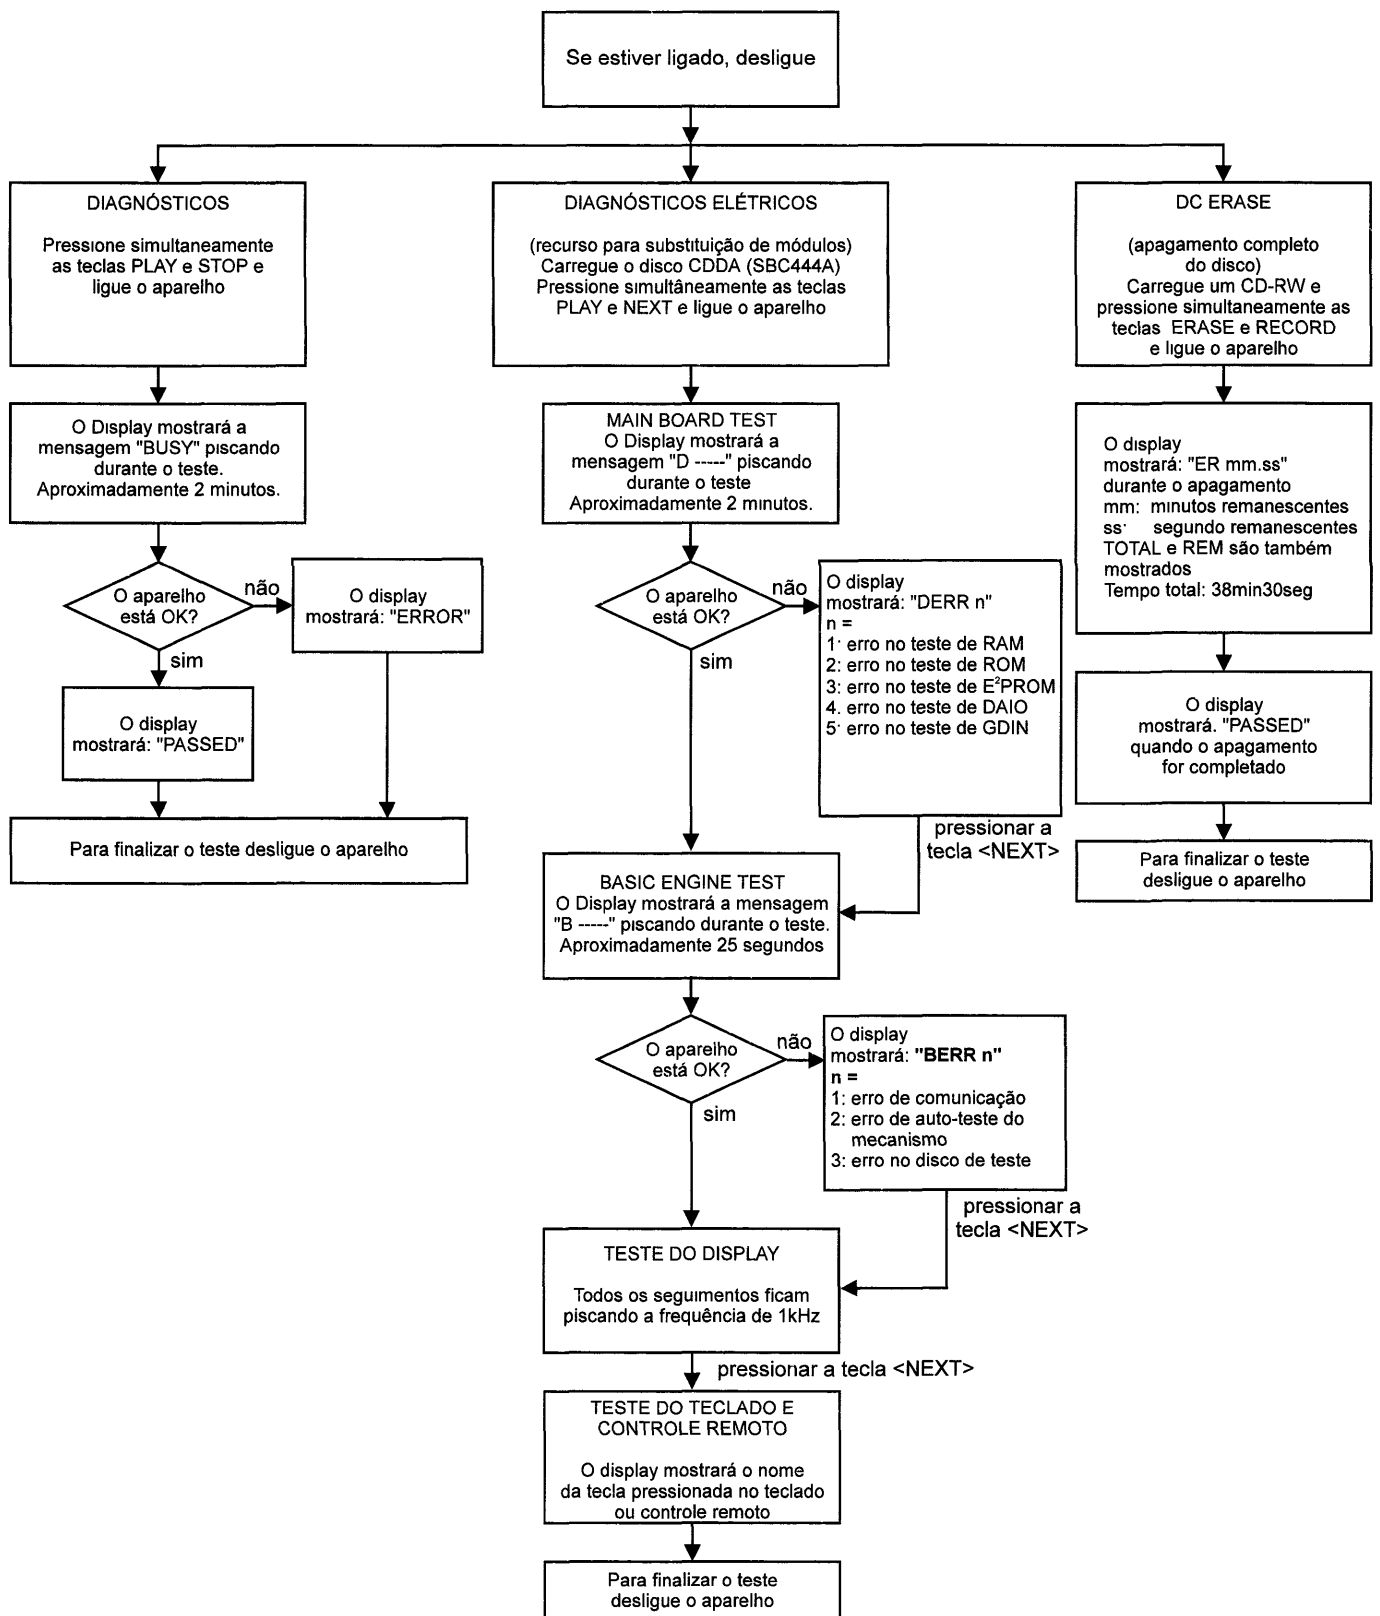 Se estiver ligado, desligue
DIAGNÓSTICOS
Pressione simultaneamente
as teclas PLAY e STOP e
ligue o aparelho
O Display mostrará a
mensagem "BUSY" piscando
durante o teste.
Aproximadamente 2 minutos.
O aparelho
está OK?
não
sim
O display
mostrará: "ERROR"
O display
mostrará: "PASSED"
Para finalizar o teste desligue o aparelho
DIAGNÓSTICOS ELÉTRICOS
(recurso para substituição de módulos)
Carregue o disco CDDA (SBC444A)
Pressione simultâneamente as teclas
PLAY e NEXT e ligue o aparelho
MAIN BOARD TEST
O Display mostrará a
mensagem "D -----" piscando
durante o teste
Aproximadamente 2 minutos.
O aparelho
está OK?
não
sim
O display
mostrará: "DERR n"
n =
1· erro no teste de RAM
2: erro no teste de ROM
3: erro no teste de E²PROM
4. erro no teste de DAIO
5· erro no teste de GDIN
pressionar a
tecla <NEXT>
BASIC ENGINE TEST
O Display mostrará a mensagem
"B -----" piscando durante o teste.
Aproximadamente 25 segundos
O aparelho
está OK?
não
sim
O display
mostrará: "BERR n"
n =
1: erro de comunicação
2: erro de auto-teste do
mecanismo
3: erro no disco de teste
pressionar a
tecla <NEXT>
TESTE DO DISPLAY
Todos os seguimentos ficam
piscando a frequência de 1kHz
pressionar a tecla <NEXT>
TESTE DO TECLADO E
CONTROLE REMOTO
O display mostrará o nome
da tecla pressionada no teclado
ou controle remoto
Para finalizar o teste
desligue o aparelho
DC ERASE
(apagamento completo
do disco)
Carregue um CD-RW e
pressione simultaneamente as
teclas ERASE e RECORD
e ligue o aparelho
O display
mostrará: "ER mm.ss"
durante o apagamento
mm: minutos remanescentes
ss· segundo remanescentes
TOTAL e REM são também
mostrados
Tempo total: 38min30seg
O display
mostrará. "PASSED"
quando o apagamento
for completado
Para finalizar o teste
desligue o aparelho